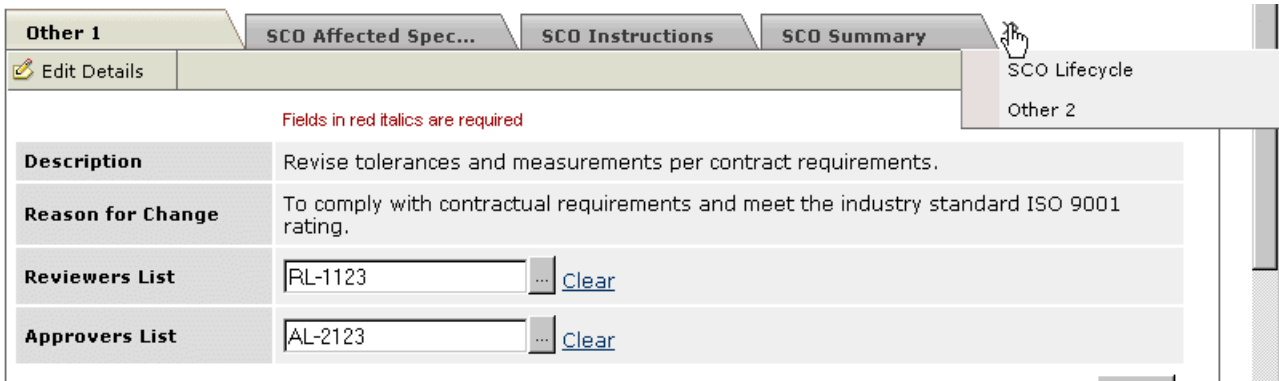 Other 1 SCO Affected Spec... SCO Instructions SCO Summary
Edit Details
SCO Lifecycle
Other 2
Fields in red italics are required
Description Revise tolerances and measurements per contract requirements.
Reason for Change To comply with contractual requirements and meet the industry standard ISO 9001
rating.
Reviewers List RL-1123 ... Clear
Approvers List AL-2123 ... Clear